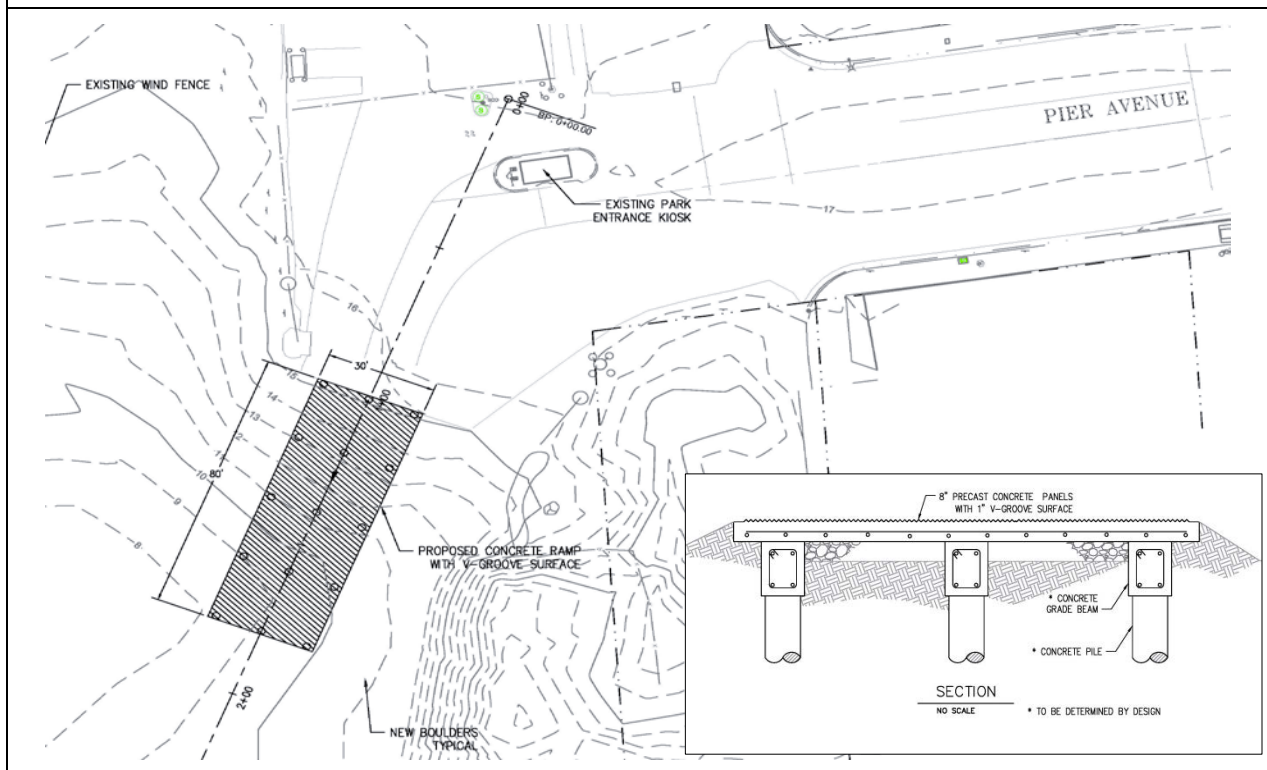 EXISTING WIND FENCE
0+00
BP: 0+00.00
PIER AVENUE
EXISTING PARK
ENTRANCE KIOSK
17
16
15
30'
1+00
14
13
12
11
10
80'
9
8
PROPOSED CONCRETE RAMP
WITH V-GROOVE SURFACE
2+00
NEW BOULDERS
TYPICAL
8" PRECAST CONCRETE PANELS
WITH 1" V-GROOVE SURFACE
* CONCRETE
GRADE BEAM
* CONCRETE PILE
SECTION
NO SCALE
* TO BE DETERMINED BY DESIGN